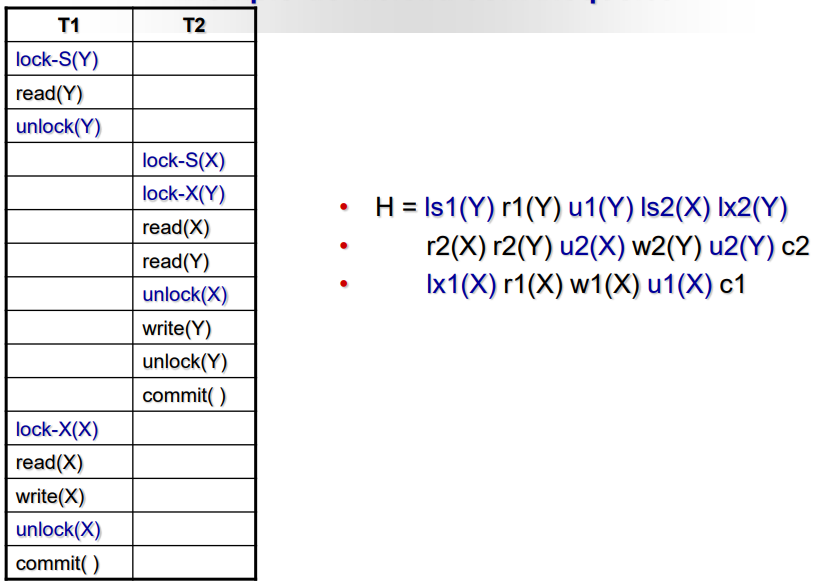 T1 T2
lock-S(Y)
read(Y)
unlock(Y)
lock-S(X)
lock-X(Y)
read(X)
read(Y)
unlock(X)
write(Y)
unlock(Y)
commit( )
lock-X(X)
read(X)
write(X)
unlock(X)
commit( )
• H = ls1(Y) r1(Y) u1(Y) ls2(X) lx2(Y)
• r2(X) r2(Y) u2(X) w2(Y) u2(Y) c2
• lx1(X) r1(X) w1(X) u1(X) c1